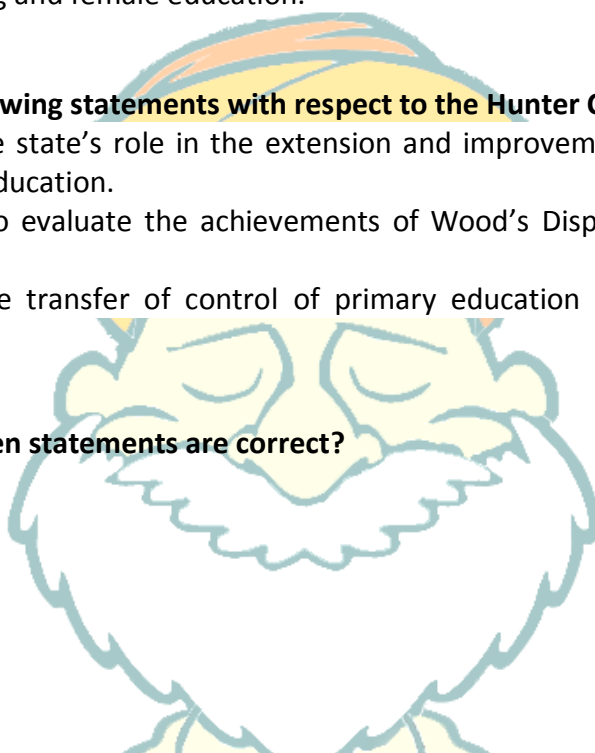 g and female education.
wing statements with respect to the Hunter C
e state's role in the extension and improvem
ducation.
o evaluate the achievements of Wood's Disp
e transfer of control of primary education
en statements are correct?